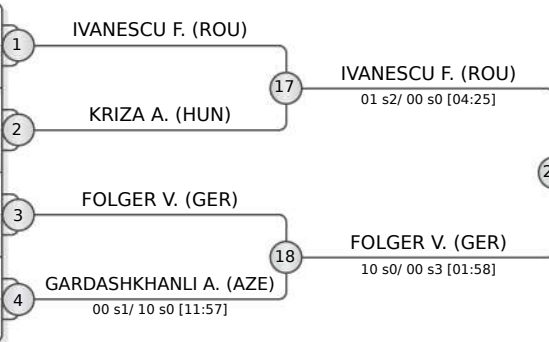 IVANESCU F. (ROU)
1
17
IVANESCU F. (ROU)
01 s2/ 00 s0 [04:25]
KRIZA A. (HUN)
2
FOLGER V. (GER)
3
18
FOLGER V. (GER)
10 s0/ 00 s3 [01:58]
GARDASHKHANLI A. (AZE)
4
00 s1/ 10 s0 [11:57]